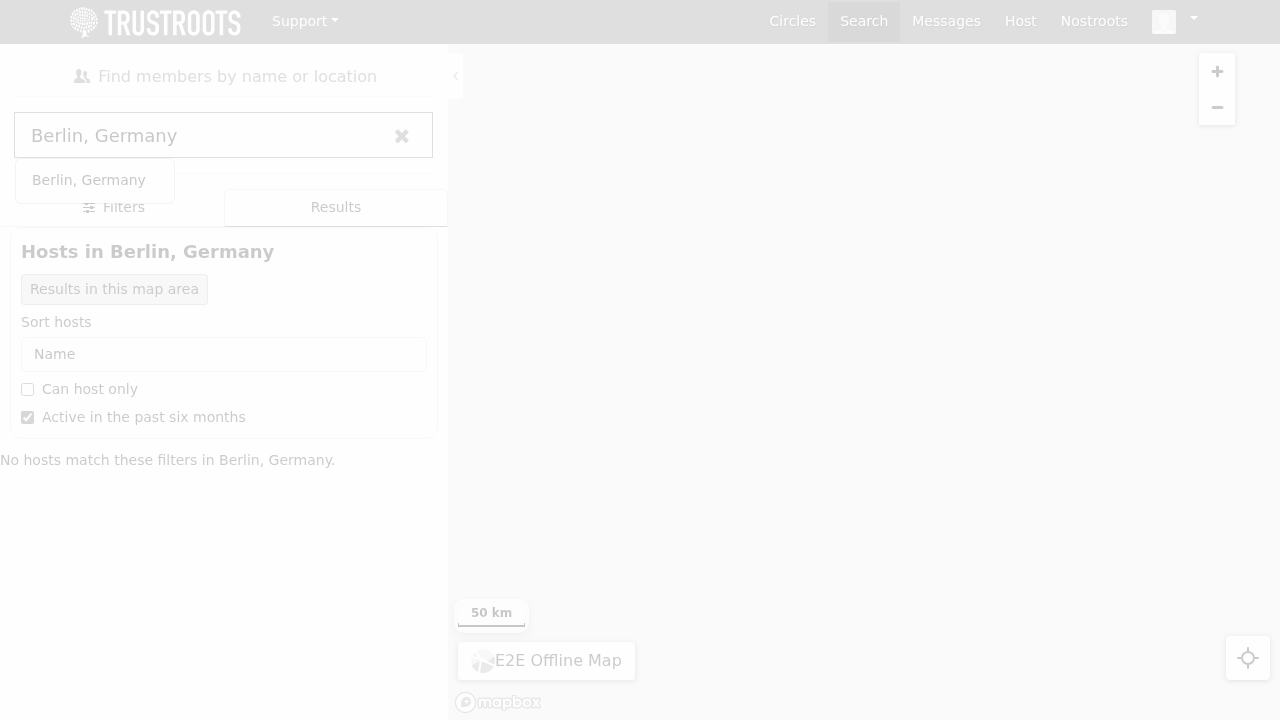 TRUSTROOTS
Support
Circles
Search
Messages
Host
Nostroots
Find members by name or location
Berlin, Germany
Berlin, Germany
Filters
Results
Hosts in Berlin, Germany
Results in this map area
Sort hosts
Name
Can host only
Active in the past six months
No hosts match these filters in Berlin, Germany.
50 km
E2E Offline Map
mapbox